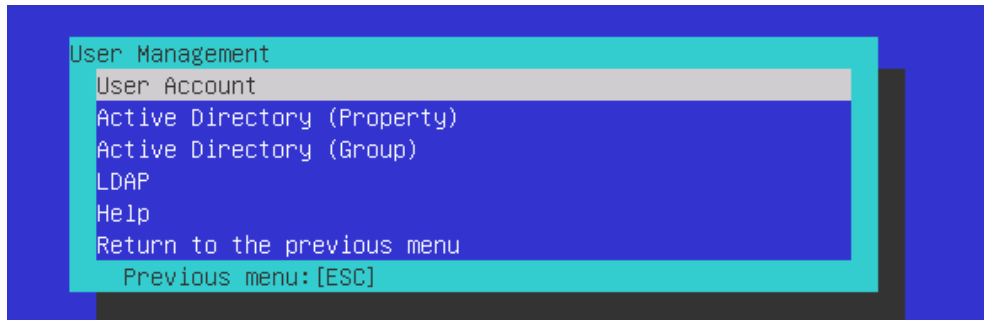 User Management
User Account
Active Directory (Property)
Active Directory (Group)
LDAP
Help
Return to the previous menu
Previous menu:[ESC]